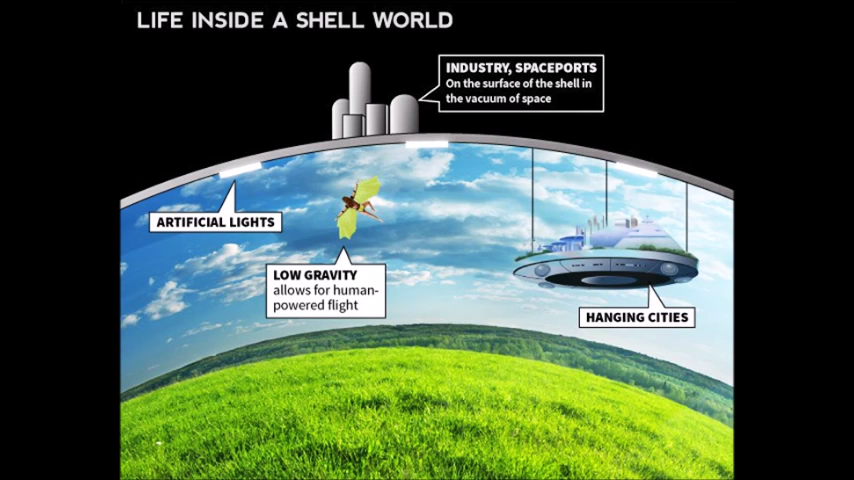 LIFE INSIDE A SHELL WORLD
INDUSTRY, SPACEPORTS
On the surface of the shell in
the vacuum of space
ARTIFICIAL LIGHTS
LOW GRAVITY
allows for human-
powered flight
HANGING CITIES